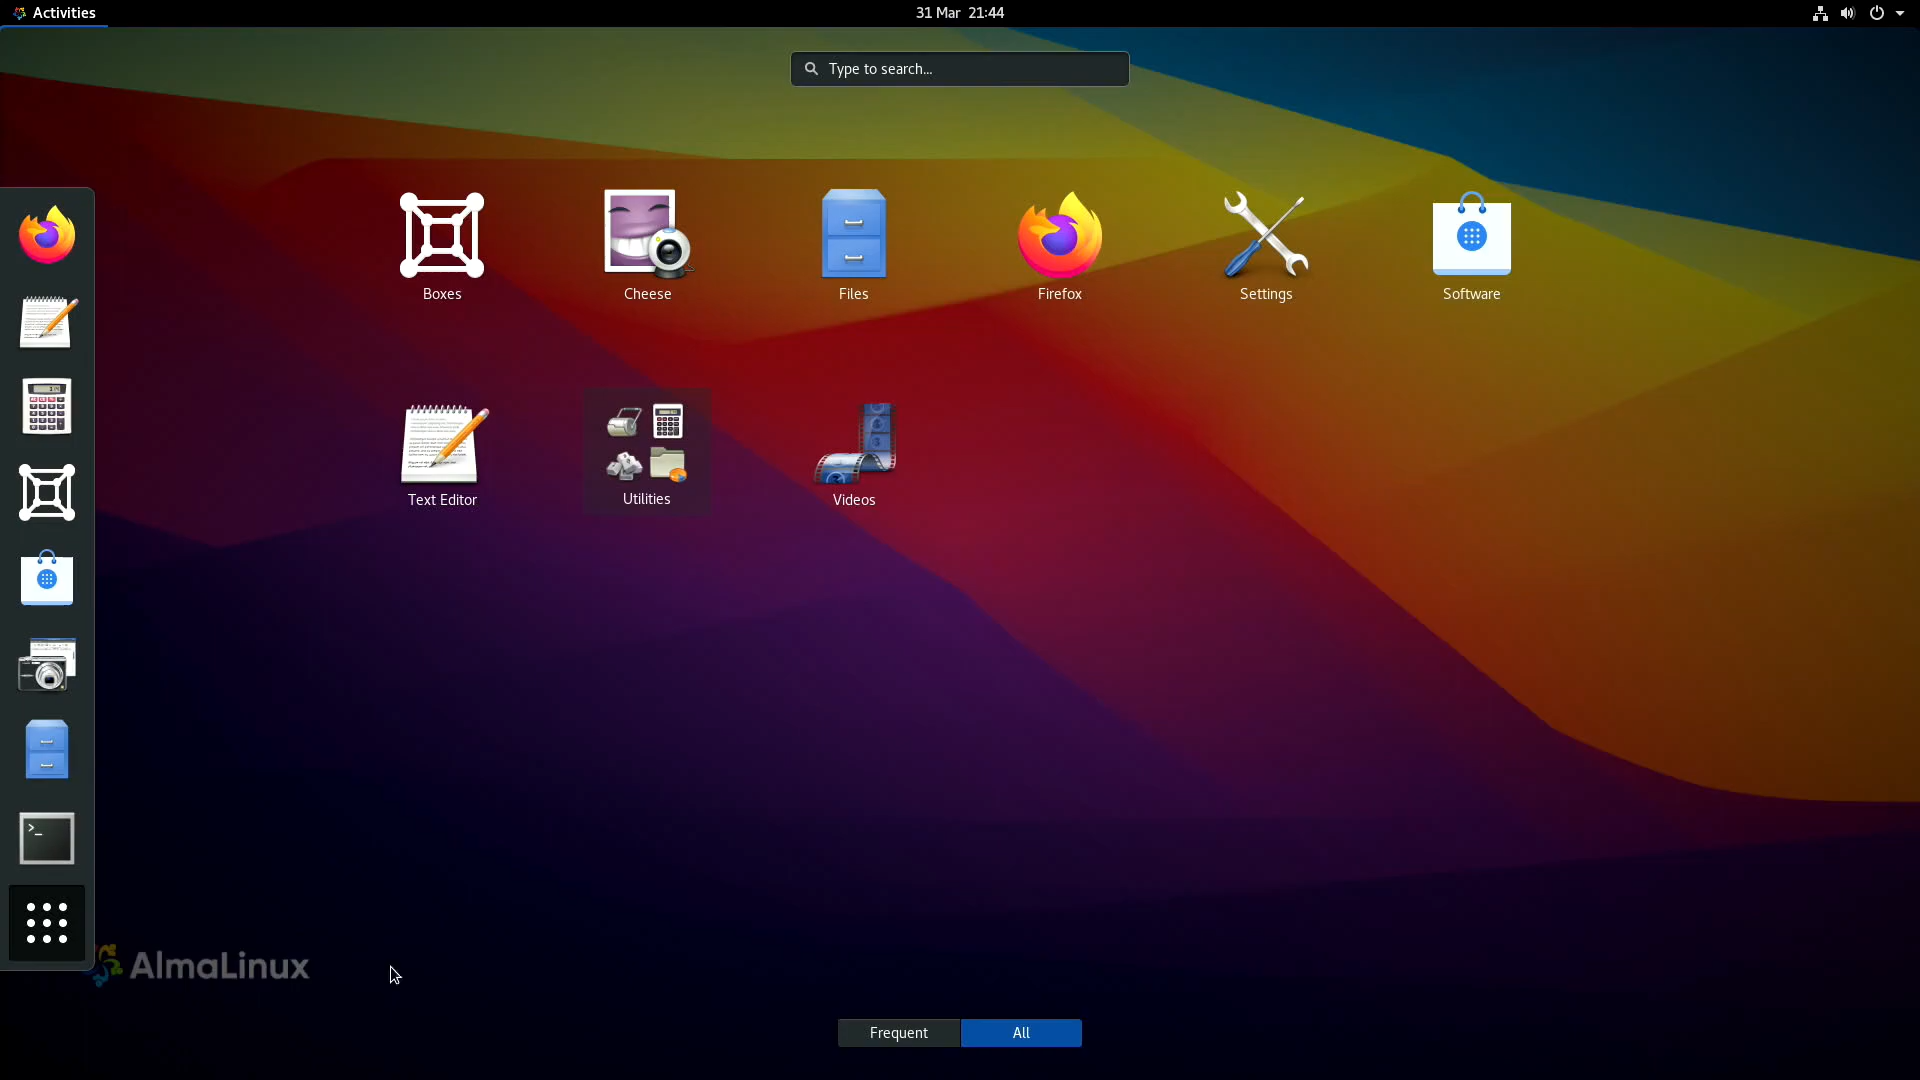 Activities
31 Mar 21:44
Type to search...
Boxes
Cheese
Files
Firefox
Settings
Software
Text Editor
Utilities
Videos
AlmaLinux
Frequent
All